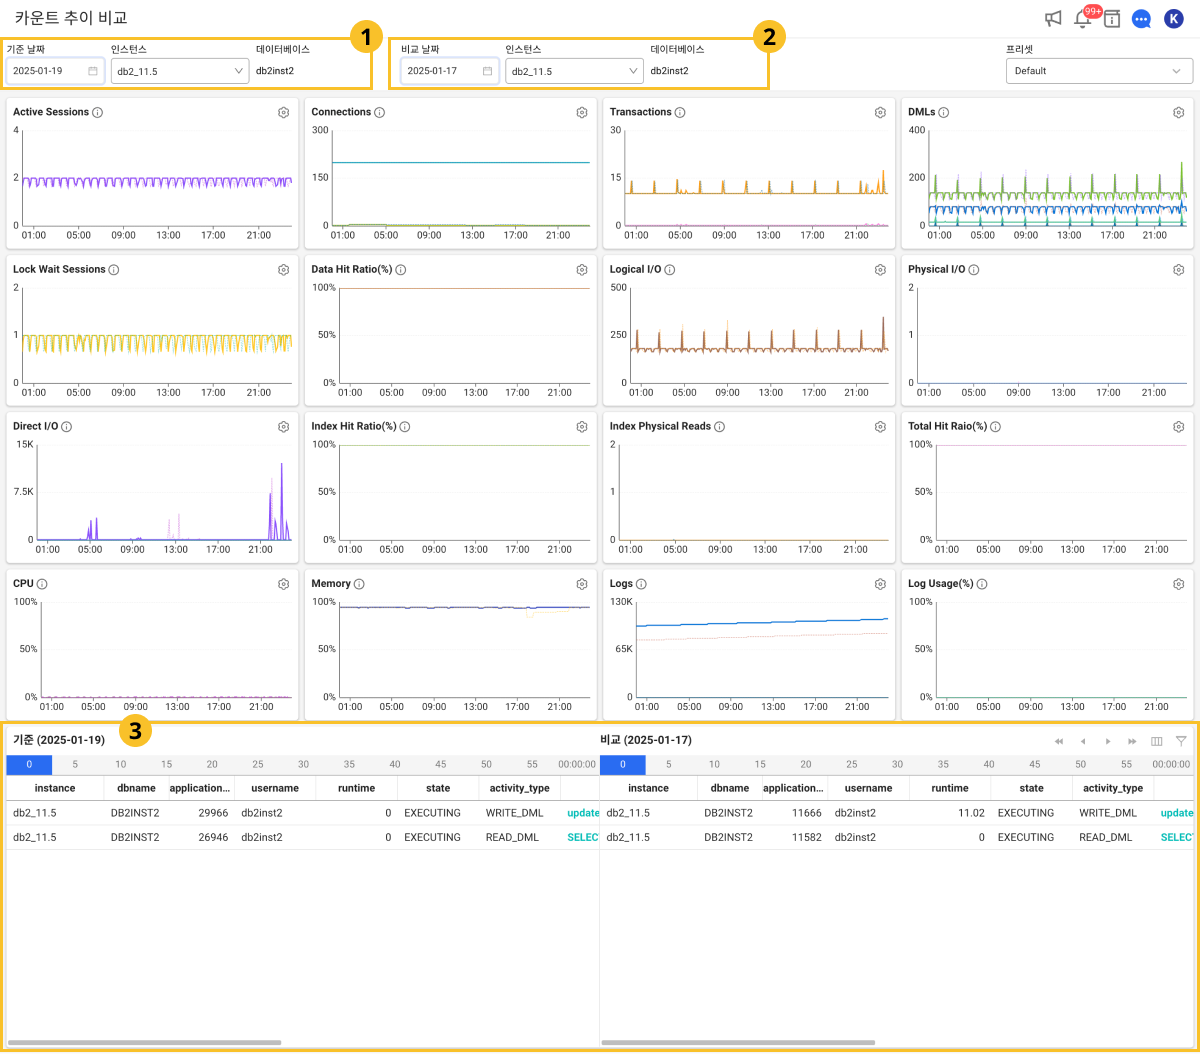 카운트 추이 비교
99+
K
1
2
기준 날짜 인스턴스 데이터베이스
비교 날짜 인스턴스 데이터베이스
프리셋
2025-01-19 db2_11.5 db2inst2
2025-01-17 db2_11.5 db2inst2
Default
Active Sessions
4
2
0
01:00 05:00 09:00 13:00 17:00 21:00
Connections
300
150
0
01:00 05:00 09:00 13:00 17:00 21:00
Transactions
30
15
0
01:00 05:00 09:00 13:00 17:00 21:00
DMLs
400
200
0
01:00 05:00 09:00 13:00 17:00 21:00
Lock Wait Sessions
2
1
0
01:00 05:00 09:00 13:00 17:00 21:00
Data Hit Ratio(%)
100%
50%
0%
01:00 05:00 09:00 13:00 17:00 21:00
Logical I/O
500
250
0
01:00 05:00 09:00 13:00 17:00 21:00
Physical I/O
2
1
0
01:00 05:00 09:00 13:00 17:00 21:00
Direct I/O
15K
7.5K
0
01:00 05:00 09:00 13:00 17:00 21:00
Index Hit Ratio(%)
100%
50%
0%
01:00 05:00 09:00 13:00 17:00 21:00
Index Physical Reads
2
1
0
01:00 05:00 09:00 13:00 17:00 21:00
Total Hit Raio(%)
100%
50%
0%
01:00 05:00 09:00 13:00 17:00 21:00
CPU
100%
50%
0%
01:00 05:00 09:00 13:00 17:00 21:00
Memory
100%
50%
0%
01:00 05:00 09:00 13:00 17:00 21:00
Logs
130K
65K
0
01:00 05:00 09:00 13:00 17:00 21:00
Log Usage(%)
100%
50%
0%
01:00 05:00 09:00 13:00 17:00 21:00
3
기준 (2025-01-19)
0 5 10 15 20 25 30 35 40 45 50 55 00:00:00
instance dbname application... username runtime state activity_type
db2_11.5 DB2INST2 29966 db2inst2 0 EXECUTING WRITE_DML update
db2_11.5 DB2INST2 26946 db2inst2 0 EXECUTING READ_DML SELEC
비교 (2025-01-17)
0 5 10 15 20 25 30 35 40 45 50 55 00:00:00
instance dbname application... username runtime state activity_type
db2_11.5 DB2INST2 11666 db2inst2 11.02 EXECUTING WRITE_DML update
db2_11.5 DB2INST2 11582 db2inst2 0 EXECUTING READ_DML SELEC